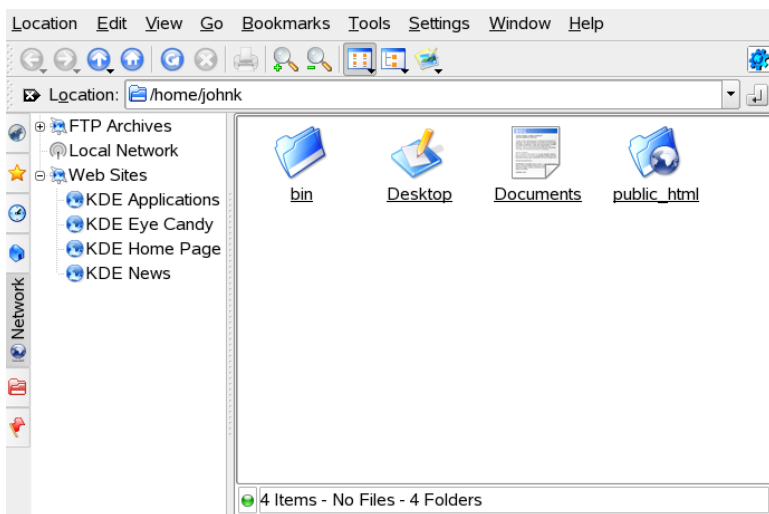 Location Edit View Go Bookmarks Tools Settings Window Help
Location: /home/johnk
FTP Archives
Local Network
Web Sites
KDE Applications
KDE Eye Candy
KDE Home Page
KDE News
Network
bin Desktop Documents public_html
4 Items - No Files - 4 Folders